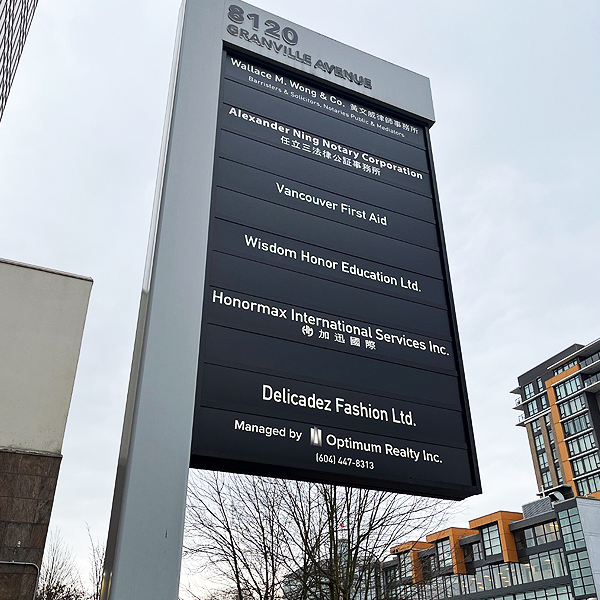 8120
GRANVILLE AVENUE
Wallace M. Wong & Co. 黃文威律師事務所
Barristers & Solicitors, Notaries Public & Mediators
Alexander Ning Notary Corporation
任立三法律公証事務所
Vancouver First Aid
Wisdom Honor Education Ltd.
Honormax International Services Inc.
加迅國際
Delicadez Fashion Ltd.
Managed by Optimum Realty Inc.
(604) 447-8313